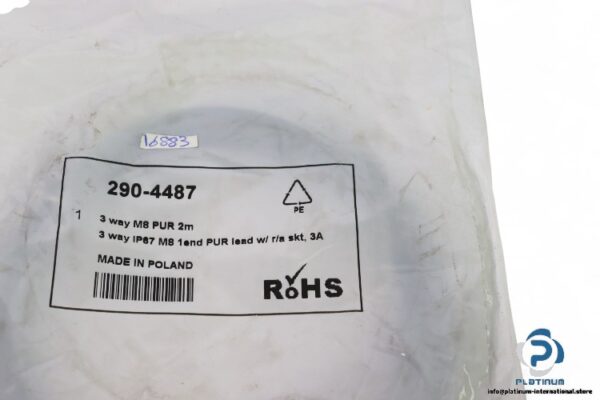 16883
290-4487
1
3 way M8 PUR 2m
3 way IP67 M8 1end PUR lead w/ r/a skt, 3A
MADE IN POLAND
PE
RoHS
PLATINUM
info@platinum-international.store